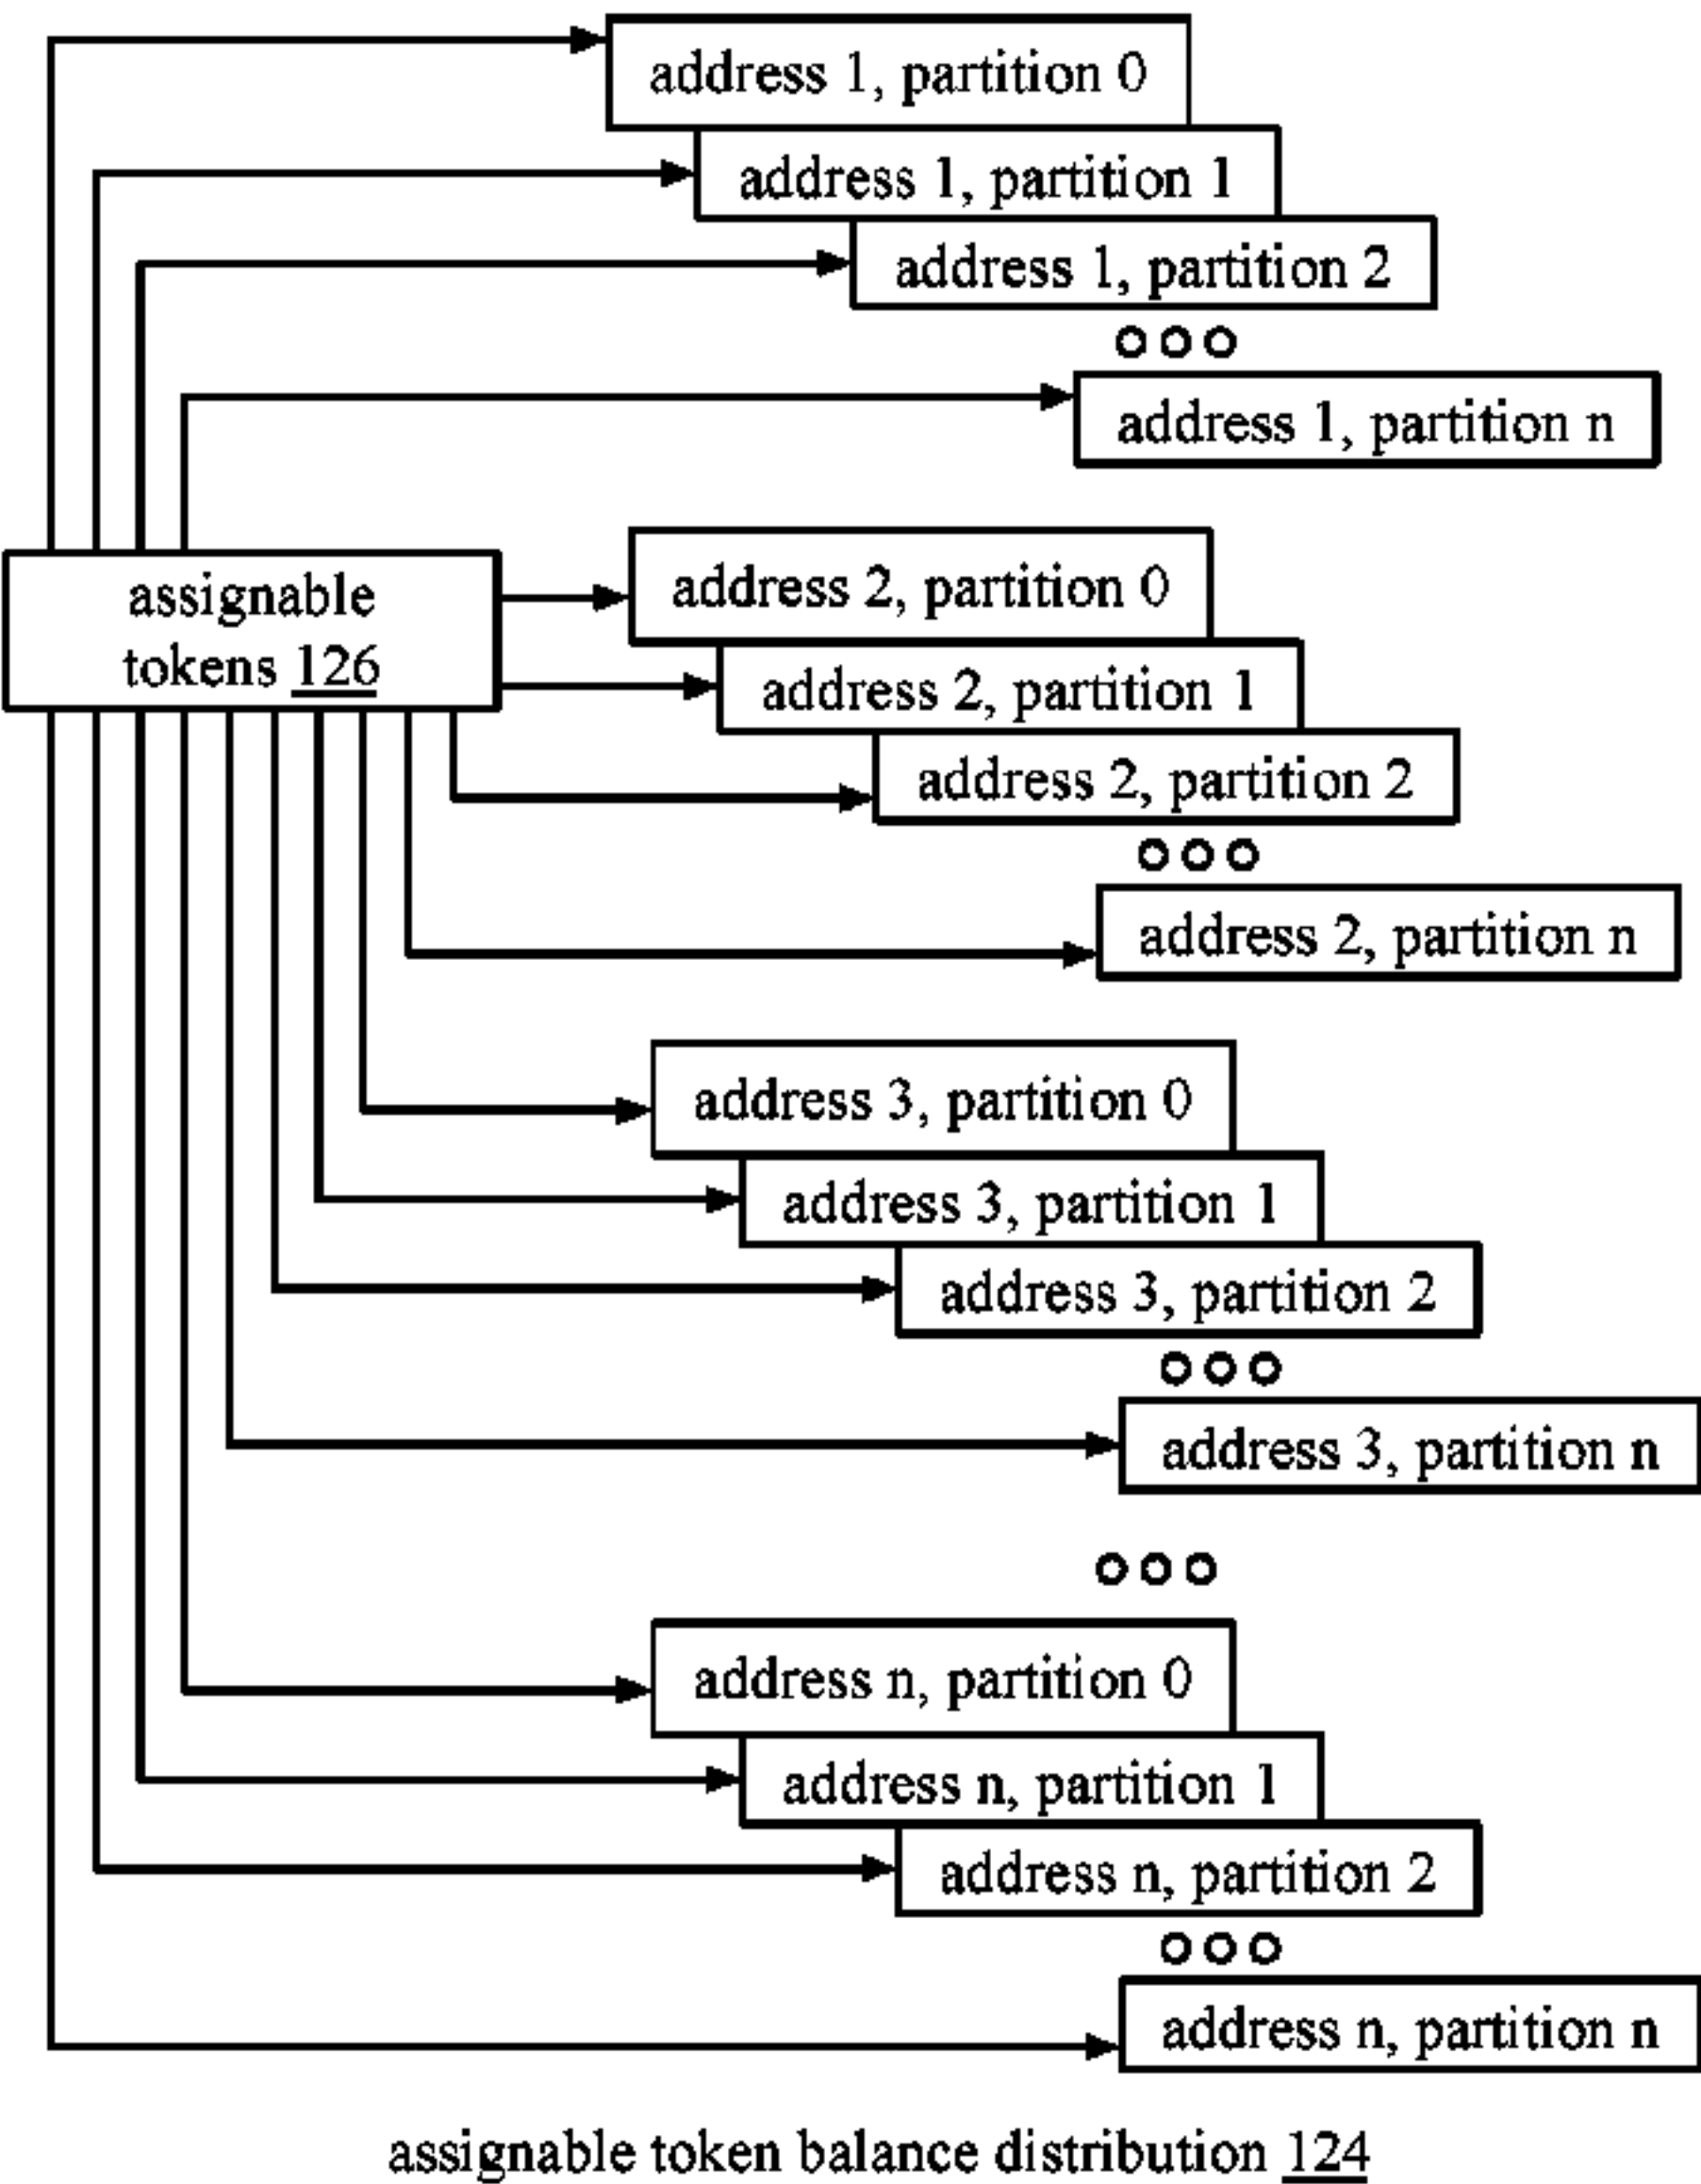 address 1, partition 0
address 1, partition 1
address 1, partition 2
address 1, partition n
assignable
tokens 126
address 2, partition 0
address 2, partition 1
address 2, partition 2
address 2, partition n
address 3, partition 0
address 3, partition 1
address 3, partition 2
address 3, partition n
address n, partition 0
address n, partition 1
address n, partition 2
address n, partition n
assignable token balance distribution 124